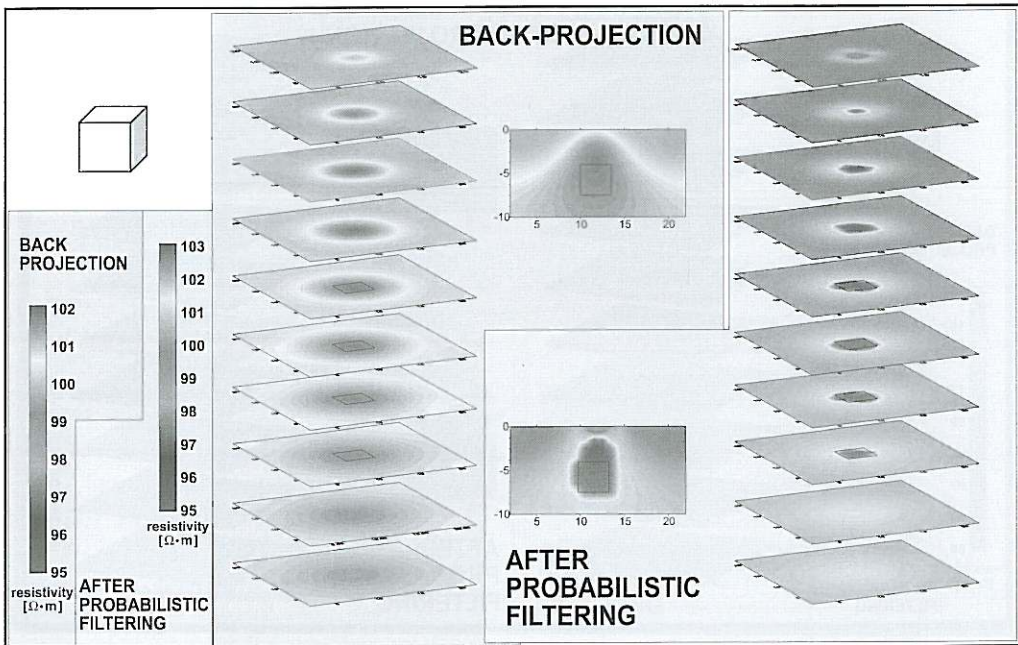 BACK-PROJECTION
0
-5
-10
5
10
15
20
BACK
PROJECTION
102
101
100
99
98
97
96
95
resistivity
[Ω·m]
103
102
101
100
99
98
97
96
95
resistivity
[Ω·m]
AFTER
PROBABILISTIC
FILTERING
0
-5
-10
5
10
15
20
AFTER
PROBABILISTIC
FILTERING